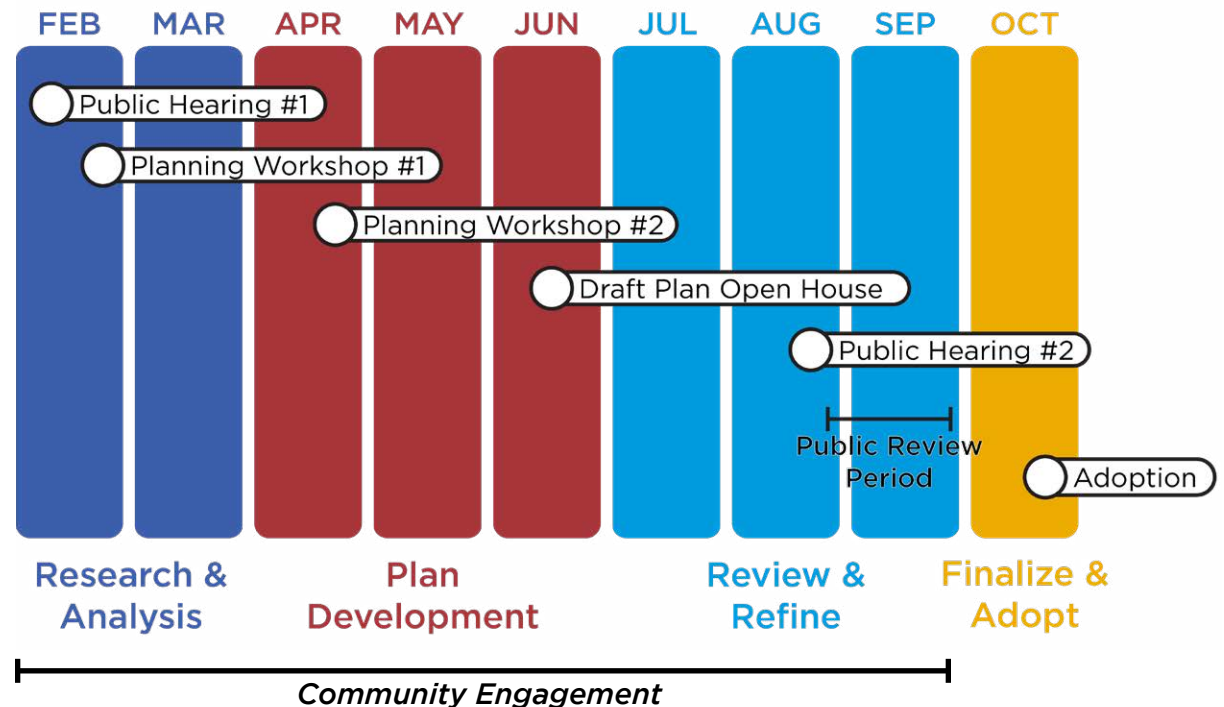 FEB MAR APR MAY JUN JUL AUG SEP OCT
Public Hearing #1
Planning Workshop #1
Planning Workshop #2
Draft Plan Open House
Public Hearing #2
Public Review
Period
Adoption
Research &
Analysis
Plan
Development
Review &
Refine
Finalize &
Adopt
Community Engagement